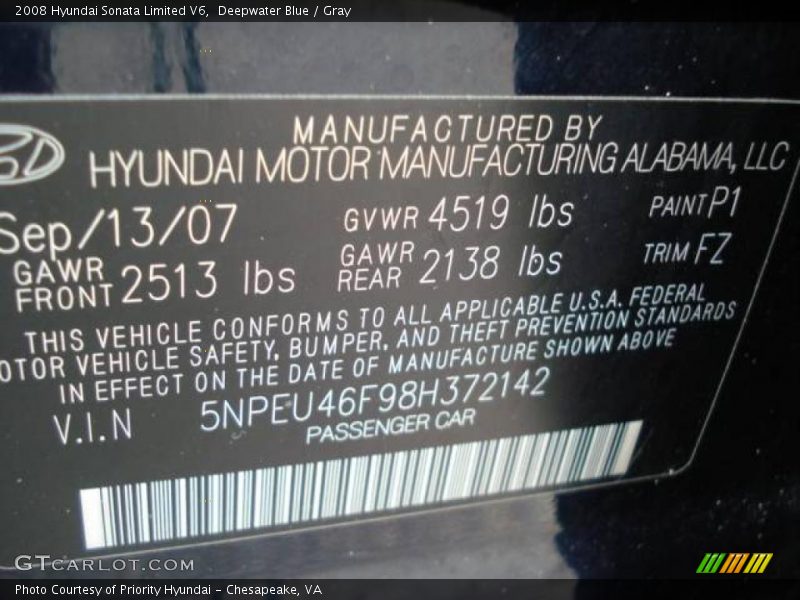 2008 Hyundai Sonata Limited V6,  Deepwater Blue / Gray
MANUFACTURED BY
HYUNDAI MOTOR MANUFACTURING ALABAMA, LLC
Sep/13/07 GVWR 4519 lbs PAINT P1
GAWR FRONT 2513 lbs GAWR REAR 2138 lbs TRIM FZ
THIS VEHICLE CONFORMS TO ALL APPLICABLE U.S.A. FEDERAL
OTOR VEHICLE SAFETY, BUMPER, AND THEFT PREVENTION STANDARDS
IN EFFECT ON THE DATE OF MANUFACTURE SHOWN ABOVE
V.I.N 5NPEU46F98H372142
PASSENGER CAR
GTCARLOT.COM
Photo Courtesy of Priority Hyundai - Chesapeake, VA